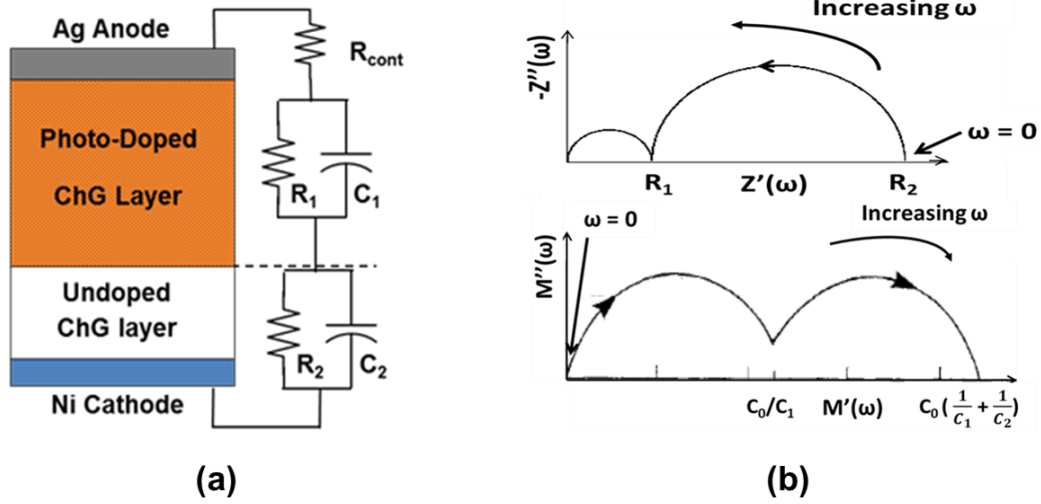 Ag Anode
R_cont
Photo-Doped
ChG Layer
R₁
C₁
Undoped
ChG layer
R₂
C₂
Ni Cathode
(a)
Increasing ω
-Z''(ω)
ω = 0
R₁
Z'(ω)
R₂
Increasing ω
ω = 0
M''(ω)
C₀/C₁
M'(ω)
C₀(1/C₁ + 1/C₂)
(b)